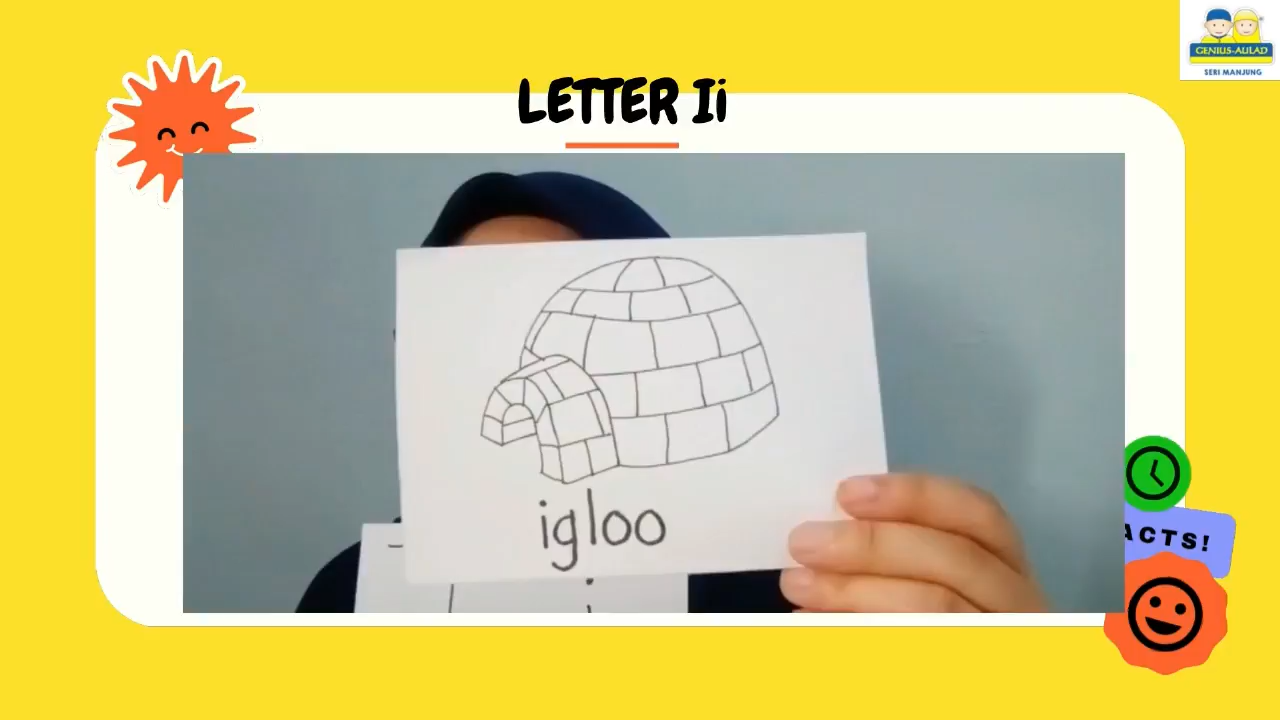 GENIUS-AULAD
SERI MANJUNG
LETTER Ii
igloo
ACTS!